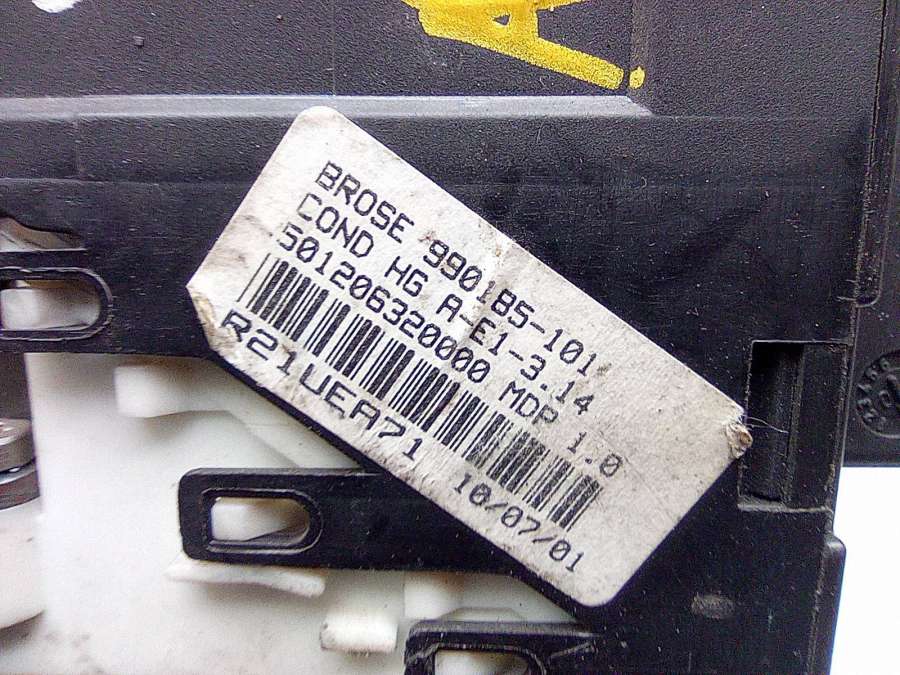 BROSE 990185-101
COND HG A-E1-3.14
501206320000 MDP 1.0
R21UEA71 10/07/01